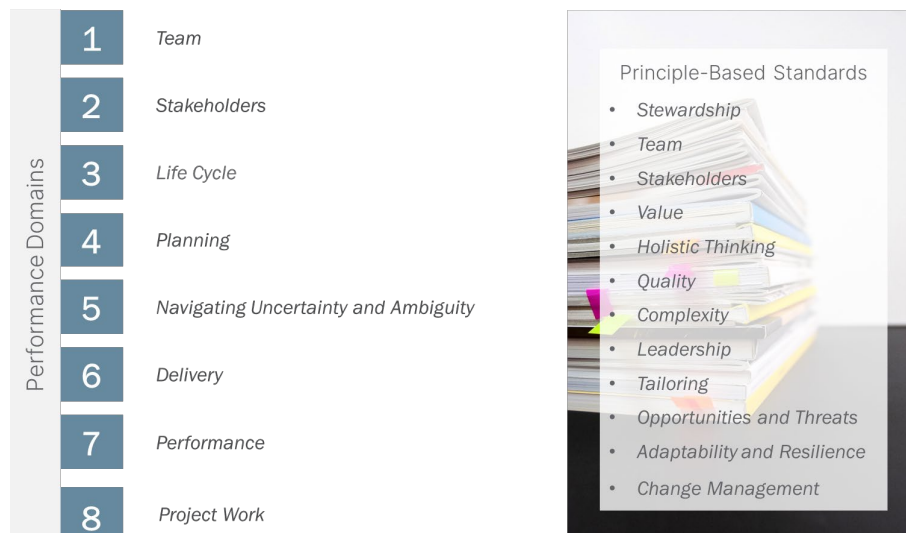 Performance Domains
1 Team
2 Stakeholders
3 Life Cycle
4 Planning
5 Navigating Uncertainty and Ambiguity
6 Delivery
7 Performance
8 Project Work
Principle-Based Standards
• Stewardship
• Team
• Stakeholders
• Value
• Holistic Thinking
• Quality
• Complexity
• Leadership
• Tailoring
• Opportunities and Threats
• Adaptability and Resilience
• Change Management